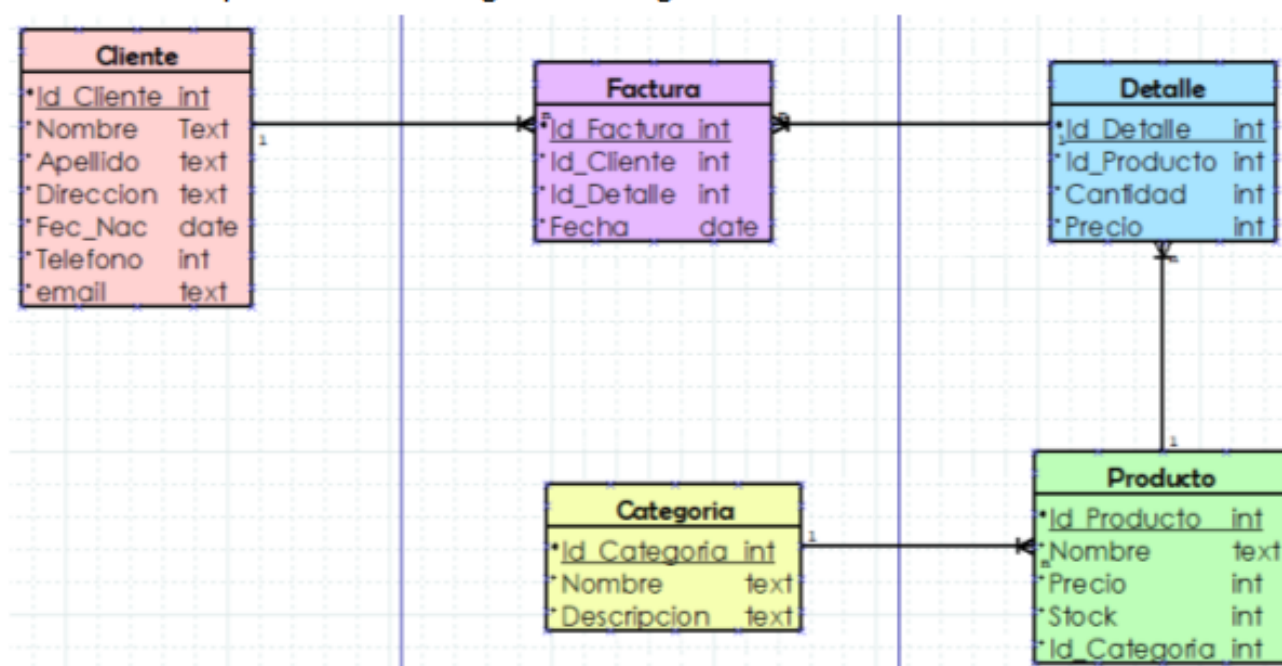 Cliente
*Id_Cliente int
*Nombre Text
*Apellido text
*Direccion text
*Fec_Nac date
*Telefono int
*email text
1
n
Factura
*Id_Factura int
*Id_Cliente int
*Id_Detalle int
*Fecha date
1
Detalle
*Id_Detalle int
*Id_Producto int
*Cantidad int
*Precio int
n
1
Categoria
*Id_Categoria int
*Nombre text
*Descripcion text
1
n
Producto
*Id_Producto int
*Nombre text
*Precio int
*Stock int
*Id_Categoria int